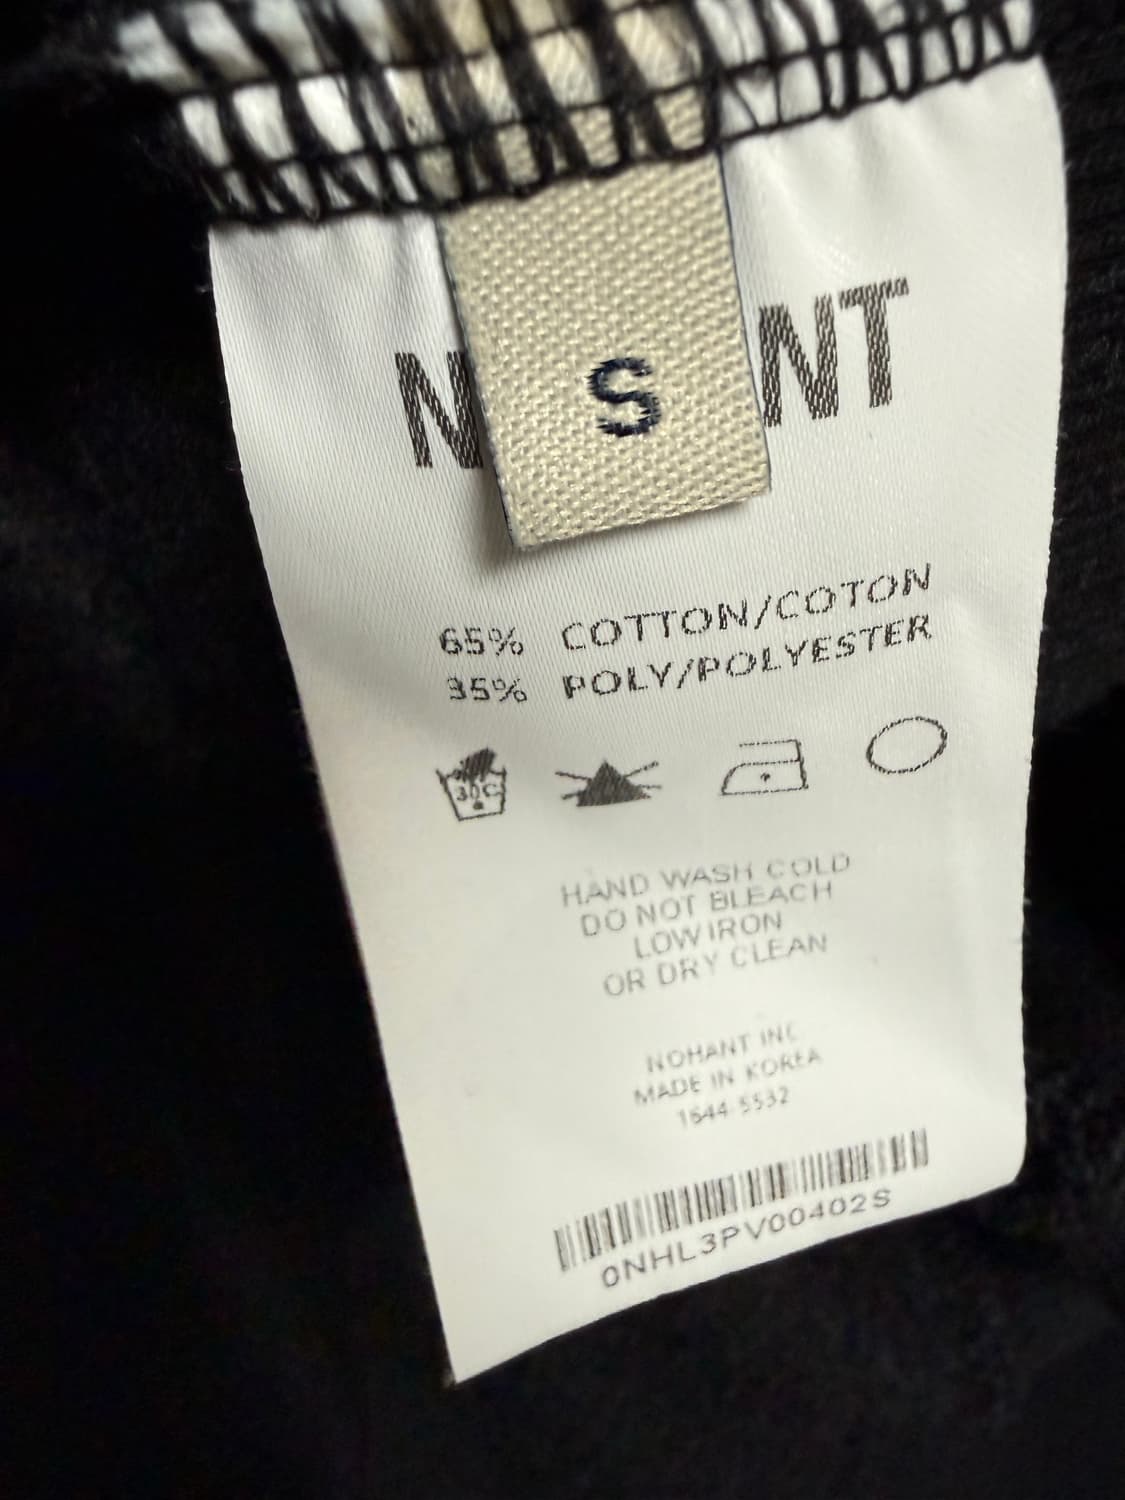 N NT
S
65% COTTON/COTON
35% POLY/POLYESTER
30C
HAND WASH COLD
DO NOT BLEACH
LOW IRON
OR DRY CLEAN
NOHANT INC
MADE IN KOREA
1644-5532
0NHL3PV00402S